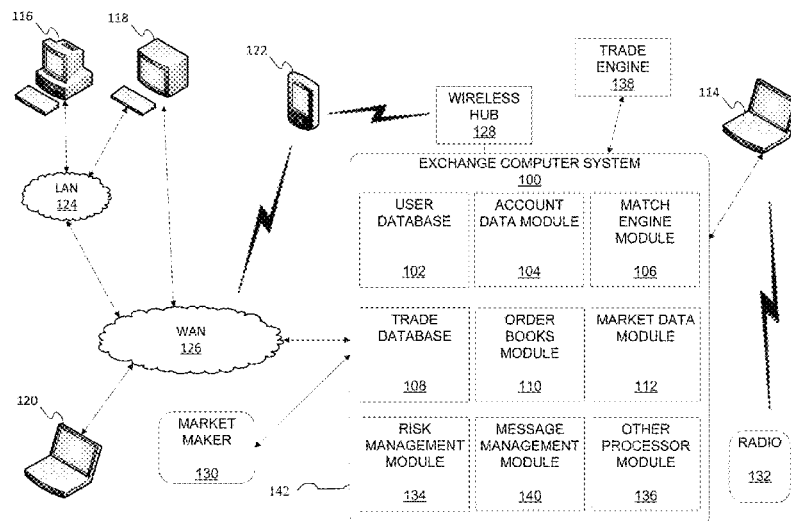 116
118
122
TRADE
ENGINE
138
114
WIRELESS
HUB
128
EXCHANGE COMPUTER SYSTEM
100
LAN
124
USER
DATABASE
102
ACCOUNT
DATA MODULE
104
MATCH
ENGINE
MODULE
106
WAN
126
TRADE
DATABASE
108
ORDER
BOOKS
MODULE
110
MARKET DATA
MODULE
112
120
MARKET
MAKER
130
RISK
MANAGEMENT
MODULE
134
MESSAGE
MANAGEMENT
MODULE
140
OTHER
PROCESSOR
MODULE
136
RADIO
132
142